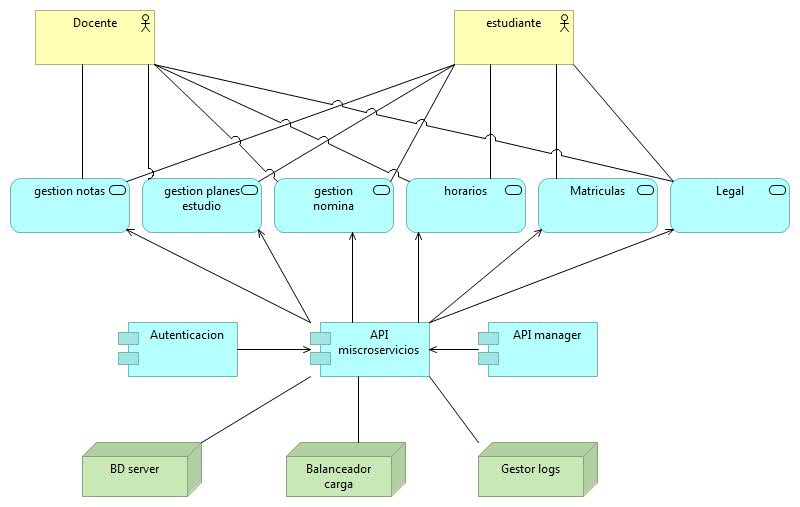 Docente
estudiante
gestion notas
gestion planes
estudio
gestion
nomina
horarios
Matriculas
Legal
Autenticacion
API
miscroservicios
API manager
BD server
Balanceador
carga
Gestor logs